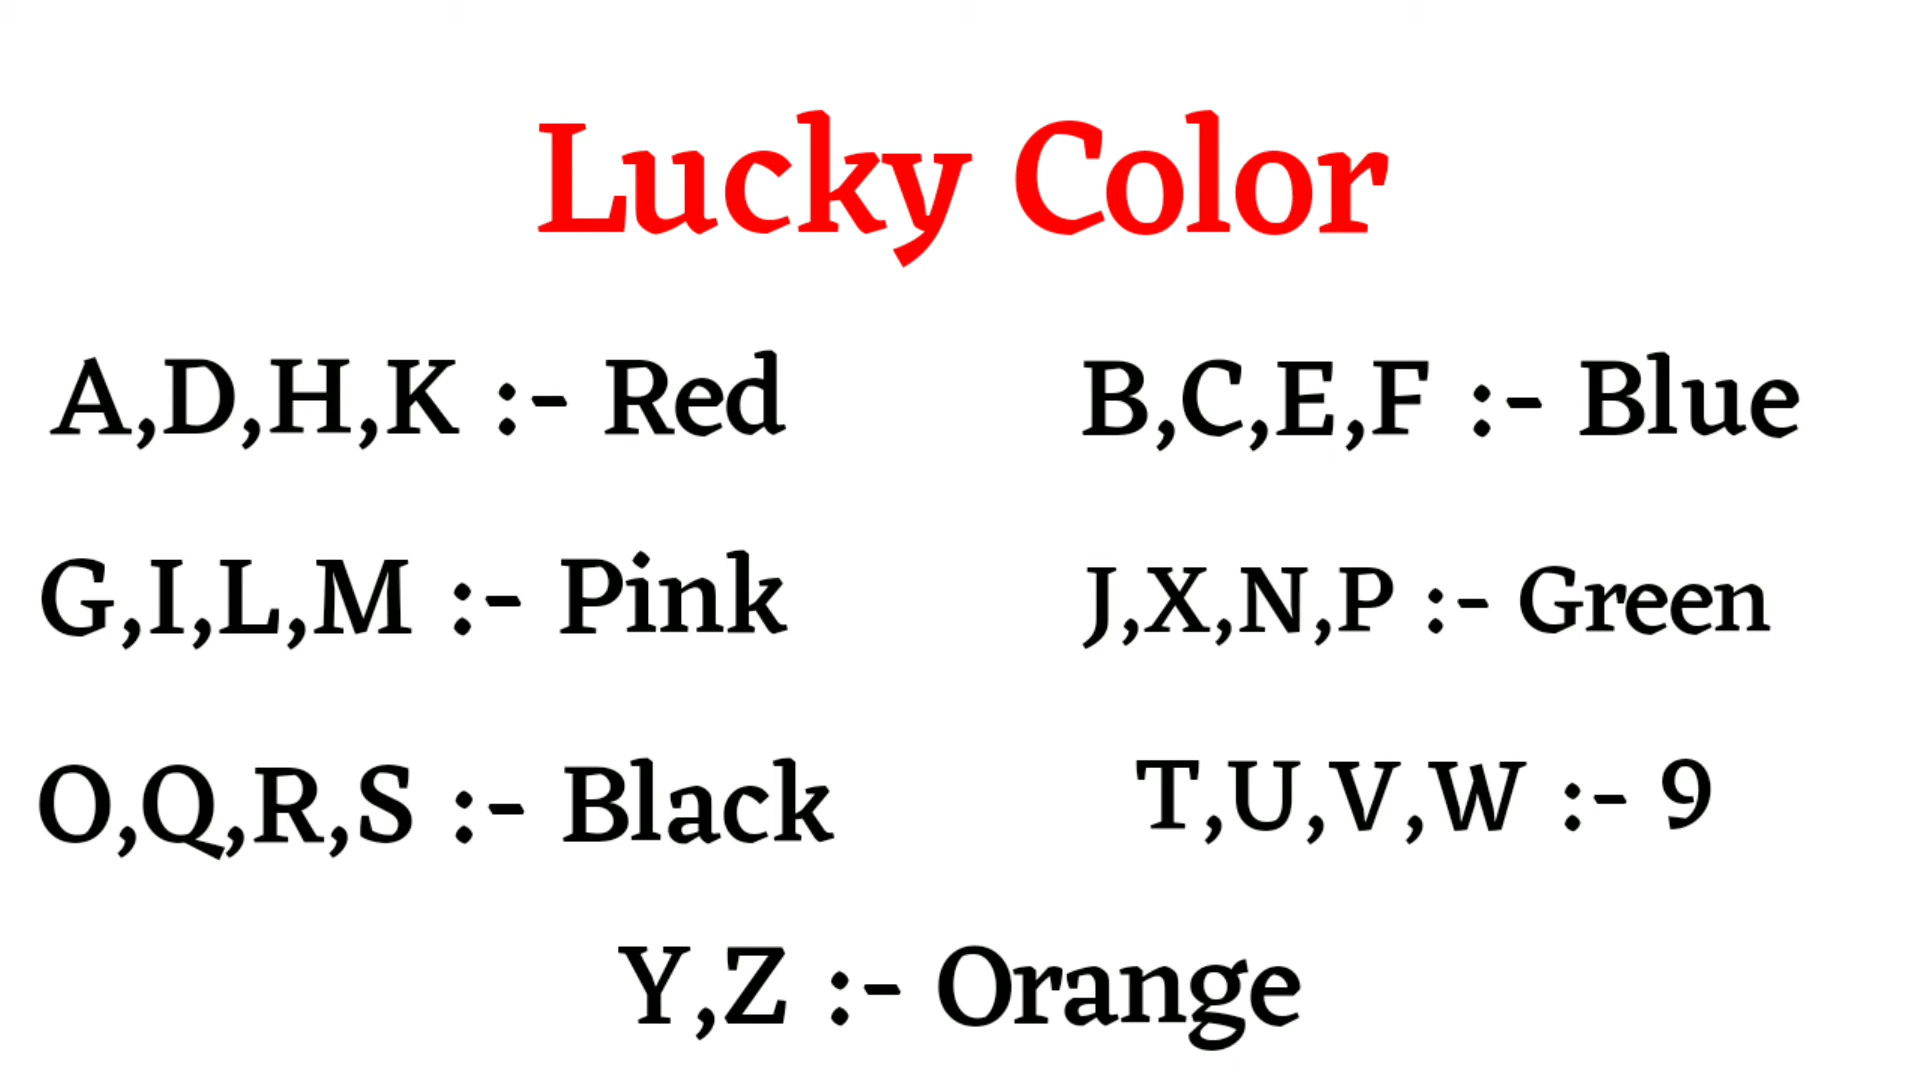 Lucky Color
A,D,H,K :- Red
B,C,E,F :- Blue
G,I,L,M :- Pink
J,X,N,P :- Green
O,Q,R,S :- Black
T,U,V,W :- 9
Y,Z :- Orange